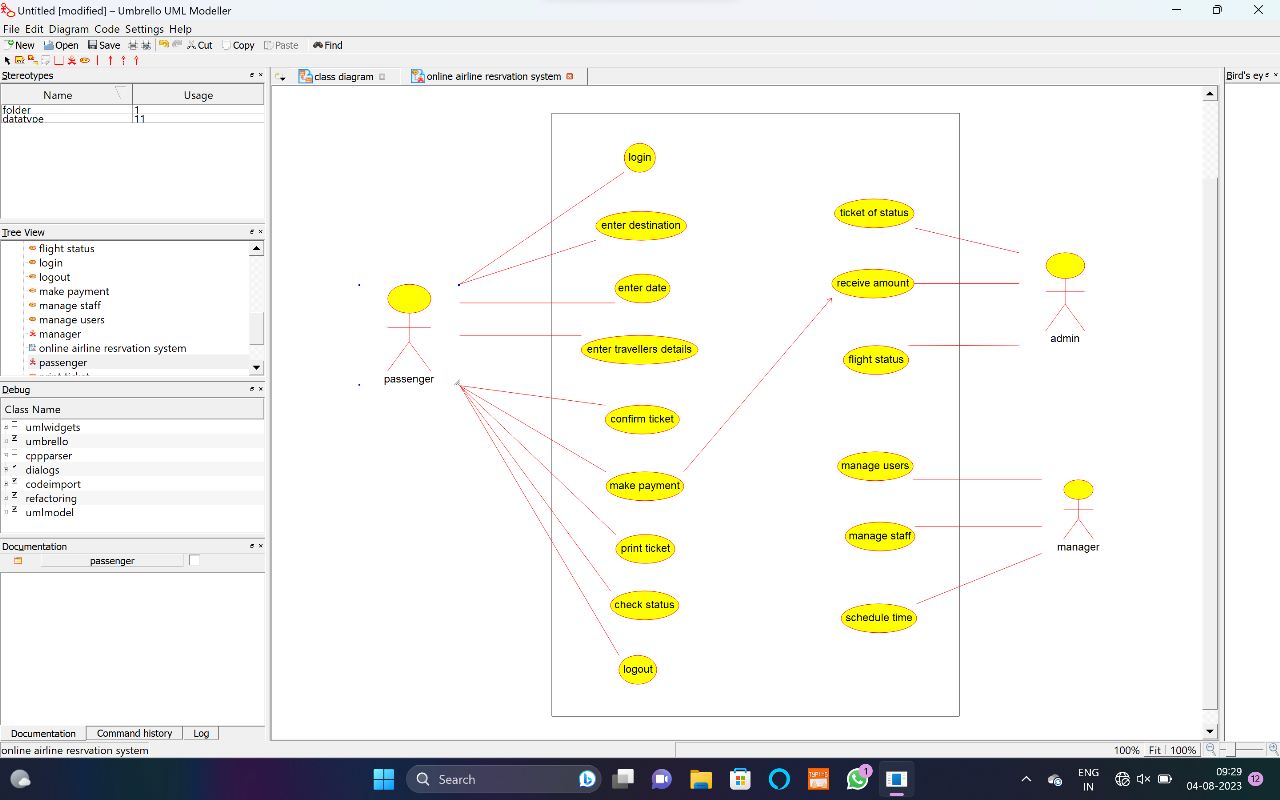 Untitled [modified] – Umbrello UML Modeller
File Edit Diagram Code Settings Help
New Open Save Cut Copy Paste Find
Stereotypes
Name Usage
folder 1
datatype 11
Tree View
flight status
login
logout
make payment
manage staff
manage users
manager
online airline resrvation system
passenger
print ticket
Debug
Class Name
umlwidgets
umbrello
cppparser
dialogs
codeimport
refactoring
umlmodel
Documentation
passenger
Documentation Command history Log
online airline resrvation system
class diagram online airline resrvation system
Bird's ey
login
enter destination
enter date
enter travellers details
confirm ticket
make payment
print ticket
check status
logout
passenger
ticket of status
receive amount
flight status
manage users
manage staff
schedule time
admin
manager
100% Fit 100%
Search
1
ENG
IN
09:29
04-08-2023
12